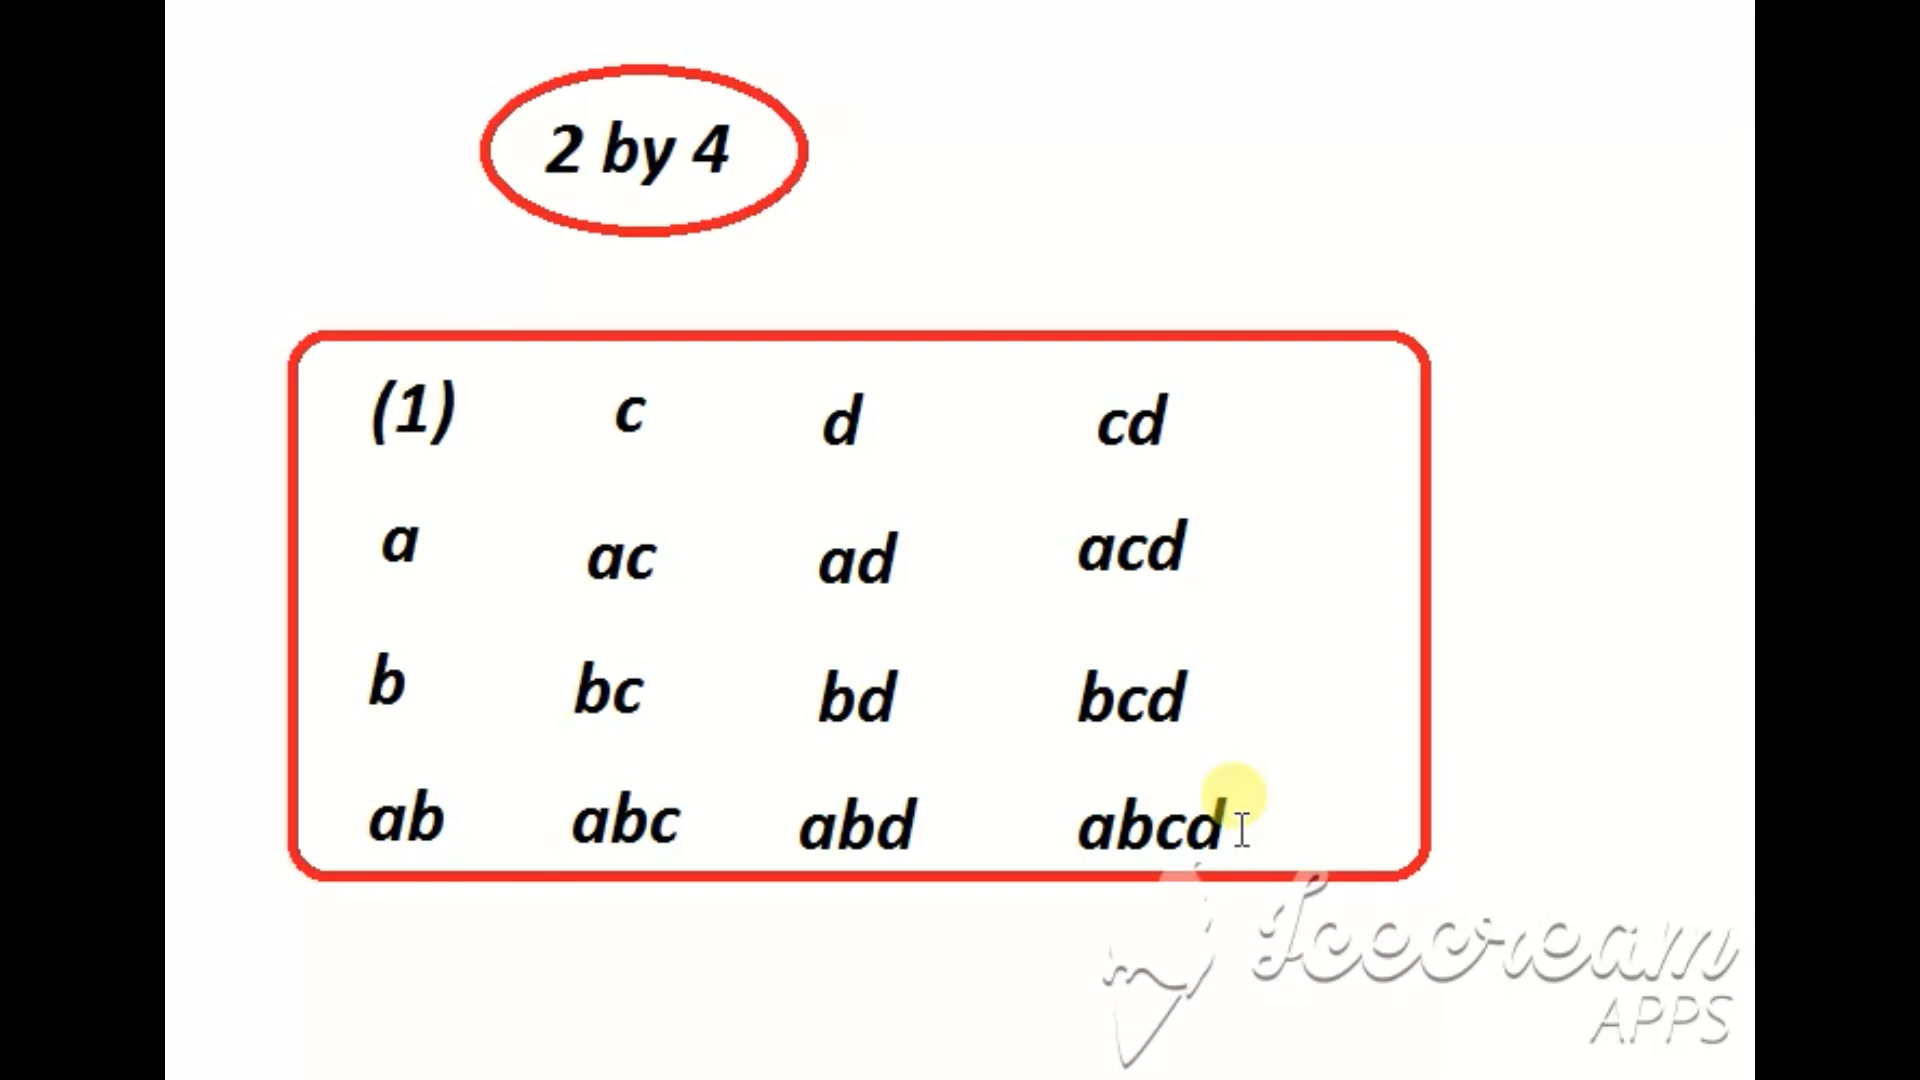 2 by 4
(1) c d cd
a ac ad acd
b bc bd bcd
ab abc abd abcd
Icecream
APPS